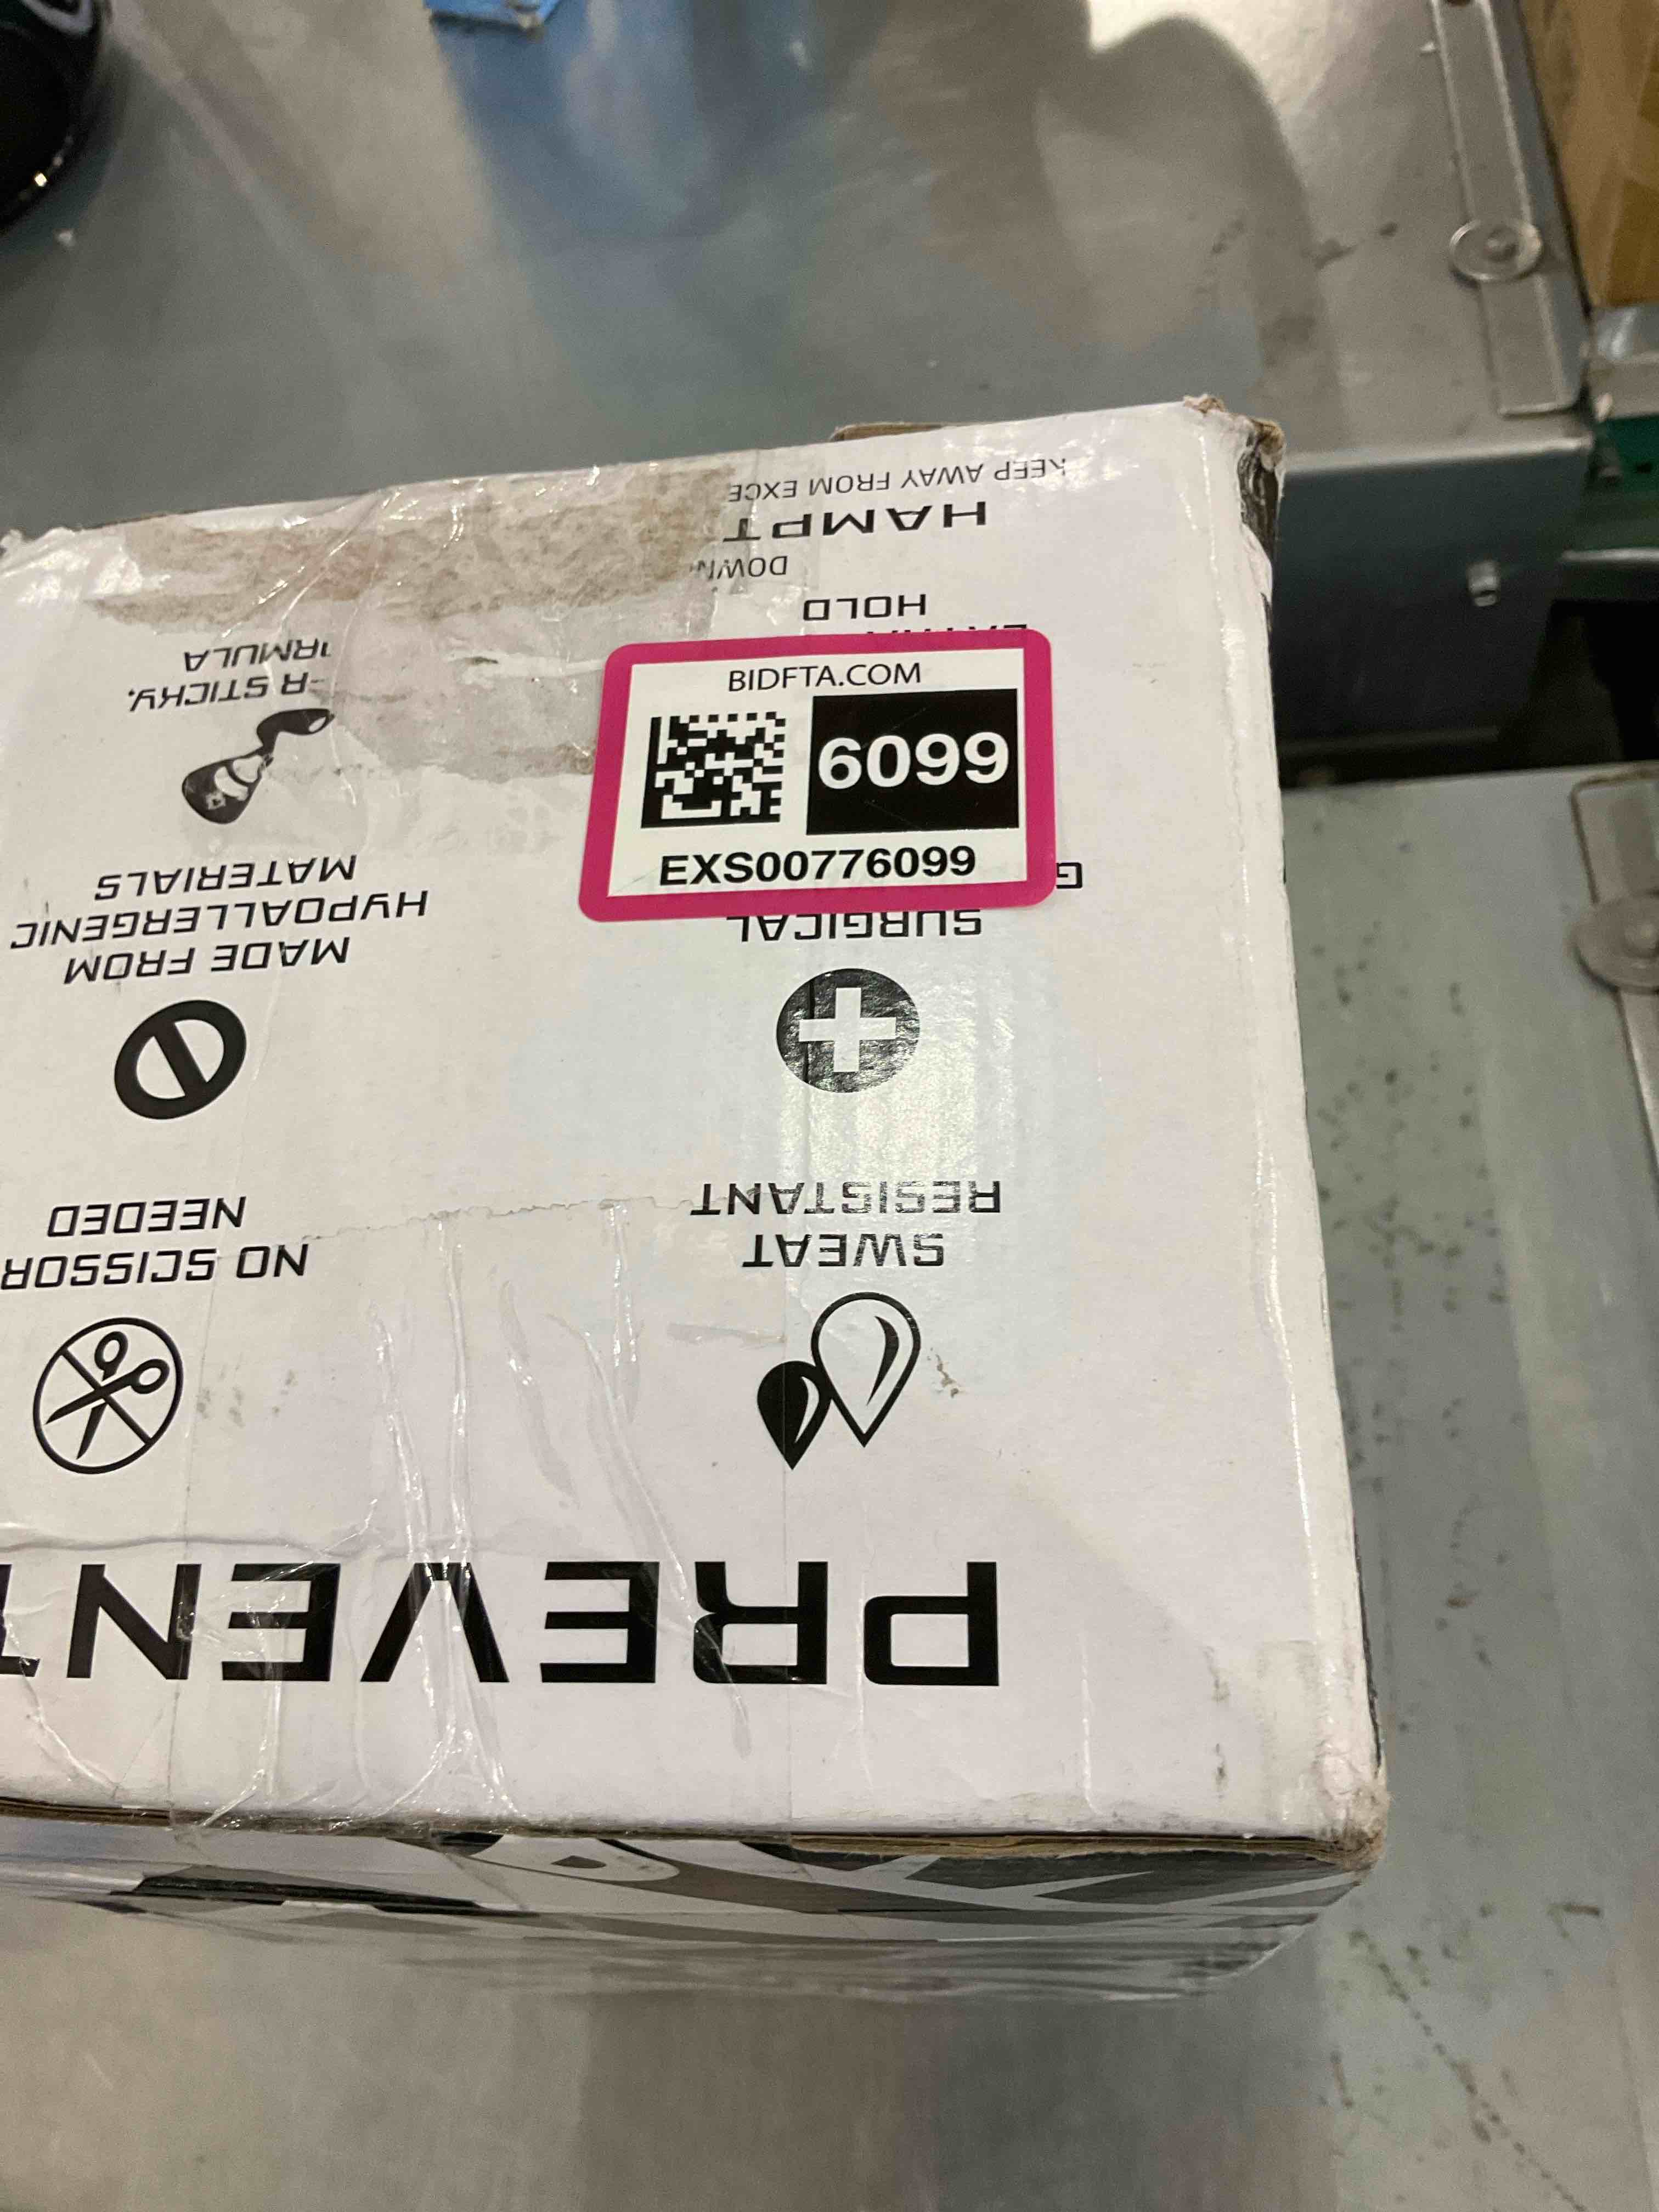 BIDFTA.COM
6099
EXS00776099
PREVENT
SWEAT
RESISTANT
SURGICAL
G
HOLD
DOWN
HAMPT
KEEP AWAY FROM EXCE
NO SCISSOR
NEEDED
MADE FROM
HYPOALLERGENIC
MATERIALS
R STICKY.
RMULA